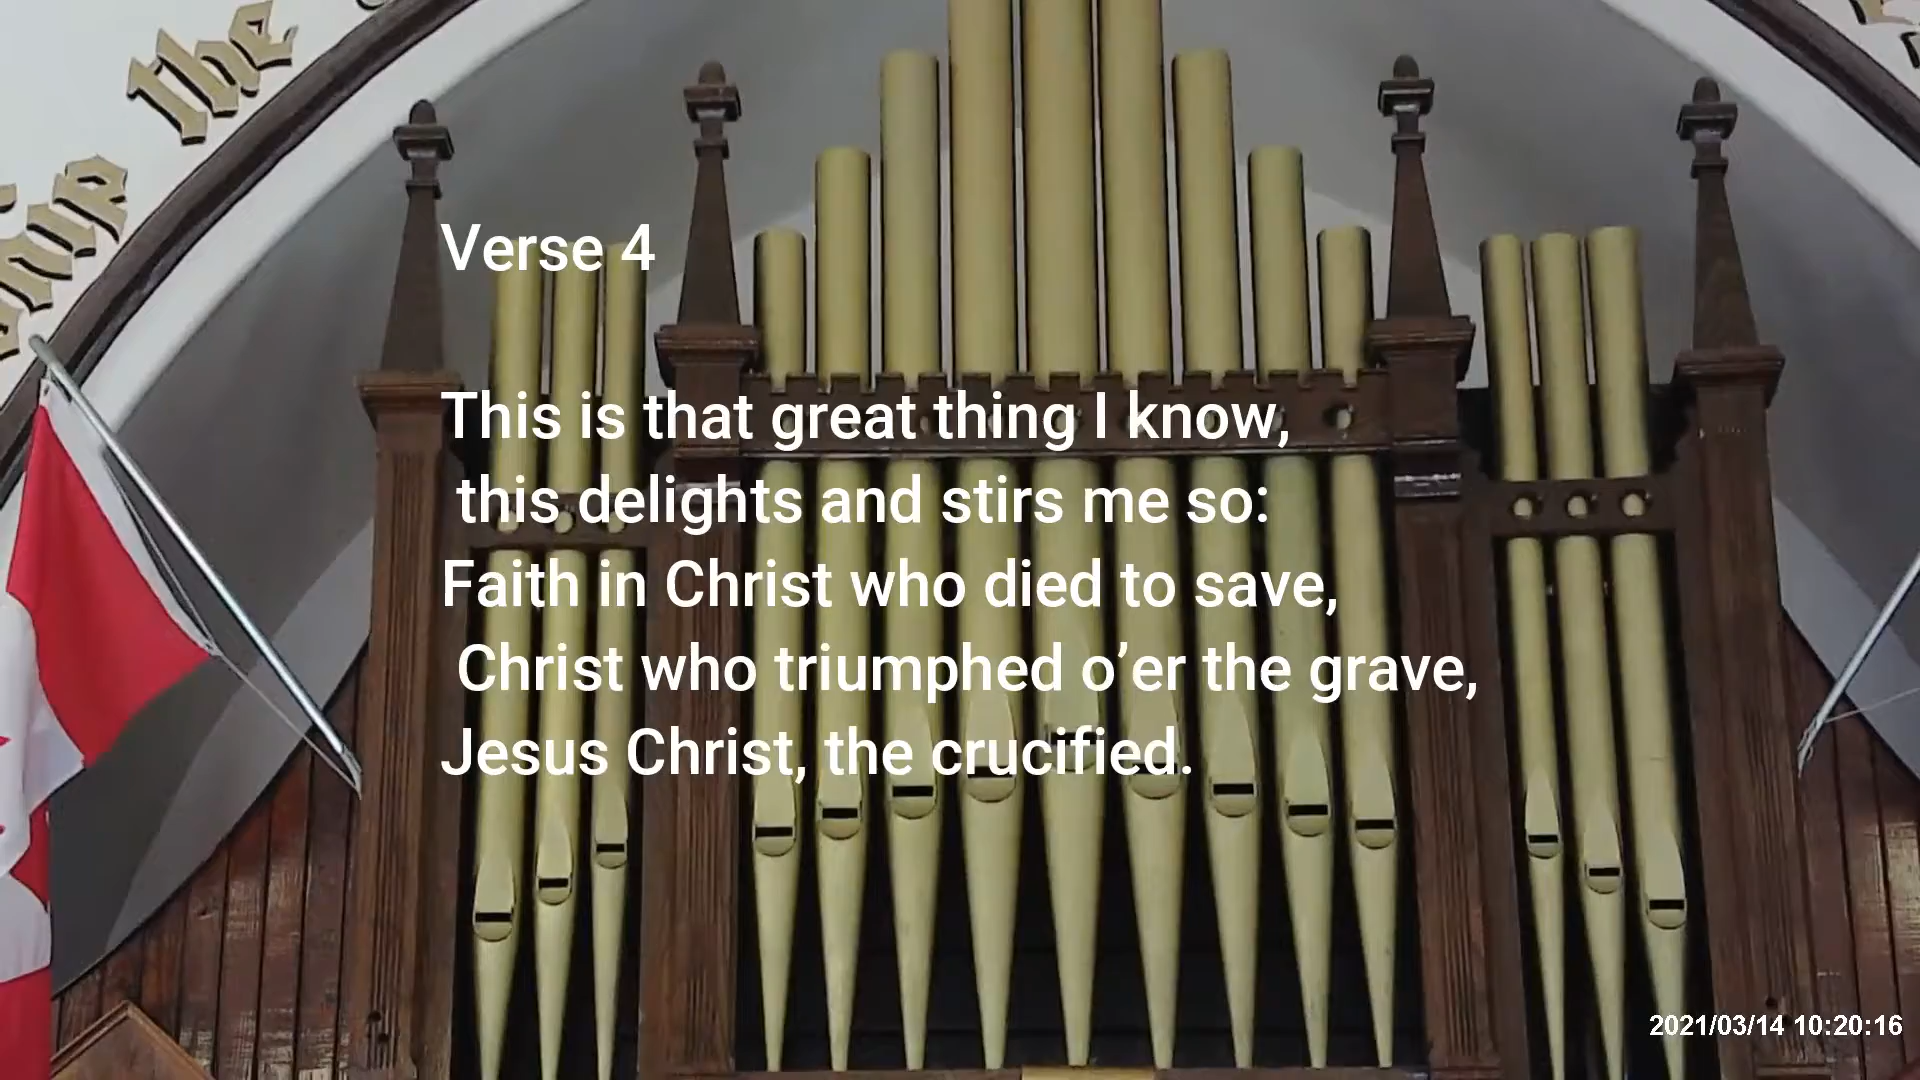 the
Verse 4
This is that great thing I know,
this delights and stirs me so:
Faith in Christ who died to save,
Christ who triumphed o’er the grave,
Jesus Christ, the crucified.
2021/03/14 10:20:16